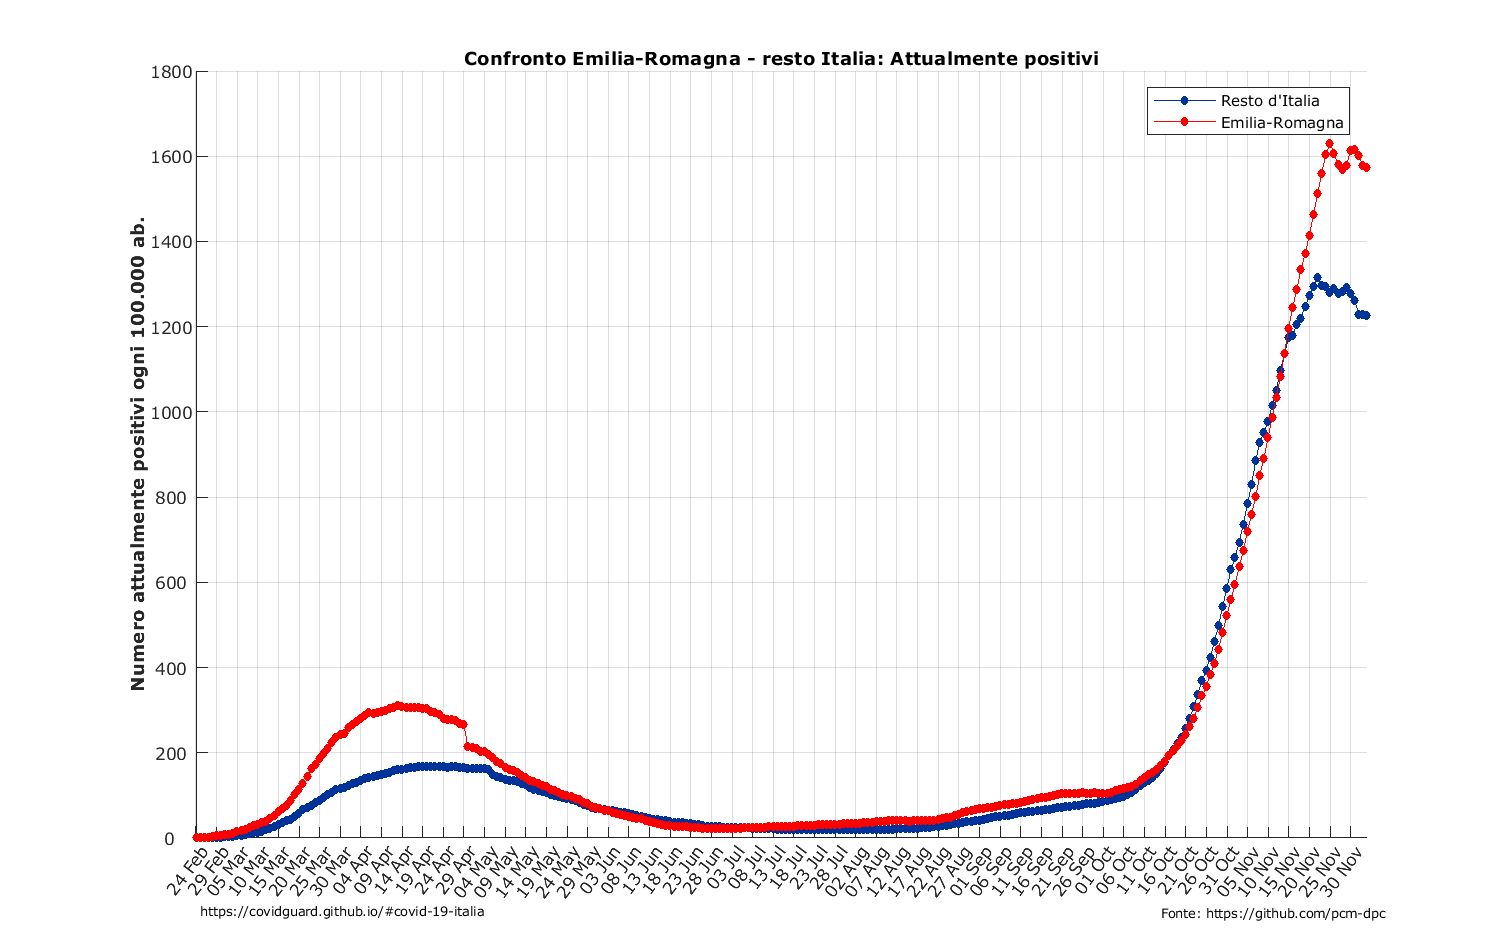 Confronto Emilia-Romagna - resto Italia: Attualmente positivi
Numero attualmente positivi ogni 100.000 ab.
1800
1600
1400
1200
1000
800
600
400
200
0
Resto d'Italia
Emilia-Romagna
24 Feb
29 Feb
05 Mar
10 Mar
15 Mar
20 Mar
25 Mar
30 Mar
04 Apr
09 Apr
14 Apr
19 Apr
24 Apr
29 Apr
04 May
09 May
14 May
19 May
24 May
29 May
03 Jun
08 Jun
13 Jun
18 Jun
23 Jun
28 Jun
03 Jul
08 Jul
13 Jul
18 Jul
23 Jul
28 Jul
02 Aug
07 Aug
12 Aug
17 Aug
22 Aug
27 Aug
01 Sep
06 Sep
11 Sep
16 Sep
21 Sep
26 Sep
01 Oct
06 Oct
11 Oct
16 Oct
21 Oct
26 Oct
31 Oct
05 Nov
10 Nov
15 Nov
20 Nov
25 Nov
30 Nov
https://covidguard.github.io/#covid-19-italia
Fonte: https://github.com/pcm-dpc